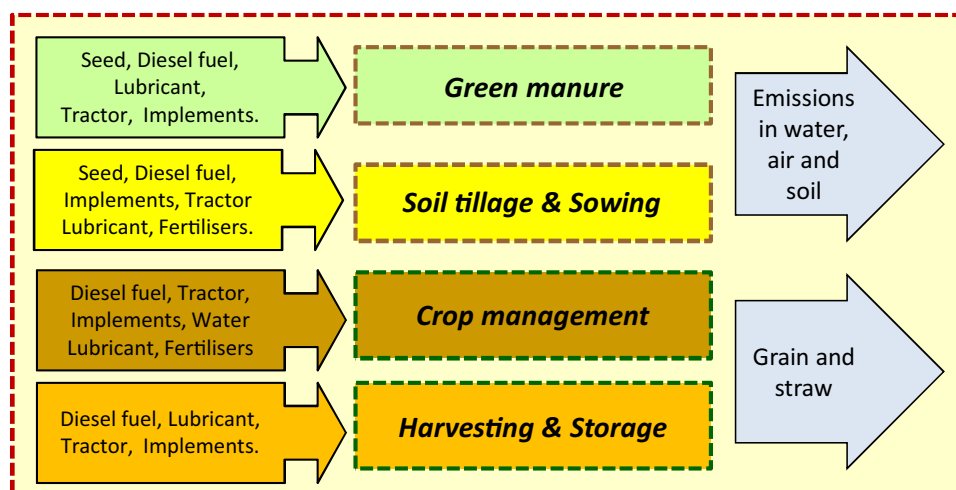 Seed, Diesel fuel,
Lubricant,
Tractor, Implements.
Green manure
Seed, Diesel fuel,
Implements, Tractor
Lubricant, Fertilisers.
Soil tillage & Sowing
Emissions
in water,
air and
soil
Diesel fuel, Tractor,
Implements, Water
Lubricant, Fertilisers
Crop management
Diesel fuel, Lubricant,
Tractor, Implements.
Harvesting & Storage
Grain and
straw